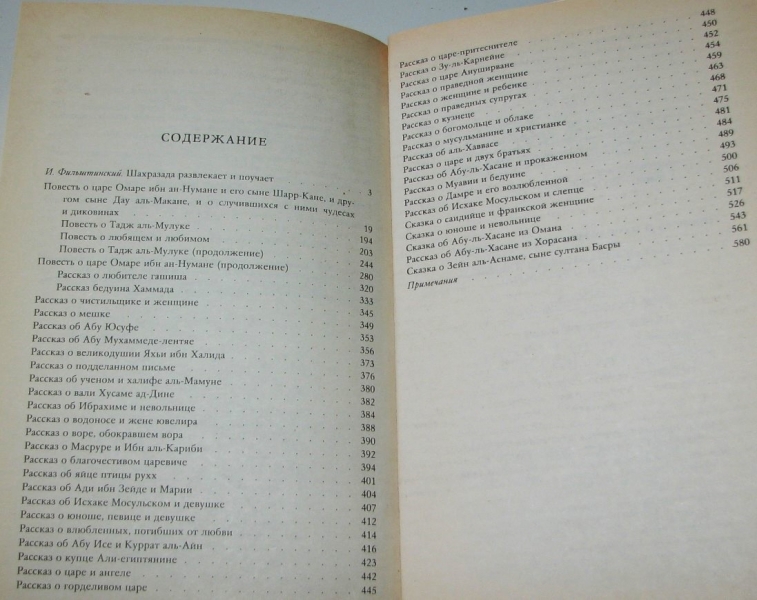 СОДЕРЖАНИЕ
И. Фильштинский. Шахразада развлекает и поучает 3
Повесть о царе Омаре ибн ан-Нумане и его сыне Шарр-Кане, и дру-
гом сыне Дау аль-Макане, и о случившихся с ними чудесах
и диковинах 19
Повесть о Тадж аль-Мулуке 194
Повесть о любящем и любимом 203
Повесть о Тадж аль-Мулуке (продолжение) 244
Повесть о царе Омаре ибн ан-Нумане (продолжение) 280
Рассказ о любителе гашиша 320
Рассказ бедуина Хаммада 333
Рассказ о чистильщике и женщине 345
Рассказ о мешке 349
Рассказ об Абу Юсуфе 353
Рассказ об Абу Мухаммеде-лентяе 356
Рассказ о великодушии Яхьи ибн Халида 373
Рассказ о подделанном письме 376
Рассказ об ученом и халифе аль-Мамуне 380
Рассказ о вали Хусаме ад-Дине 382
Рассказ об Ибрахиме и невольнице 384
Рассказ о водоносе и жене ювелира 388
Рассказ о воре, обокравшем вора 390
Рассказ о Масруре и Ибн аль-Кариби 392
Рассказ о благочестивом царевиче 394
Рассказ об яйце птицы рухх 401
Рассказ об Ади ибн Зейде и Марии 404
Рассказ об Исхаке Мосульском и девушке 407
Рассказ о юноше, певице и девушке 412
Рассказ о влюбленных, погибших от любви 414
Рассказ об Абу Исе и Куррат аль-Айн 416
Рассказ о купце Али-египтянине 423
Рассказ о царе и ангеле 442
Рассказ о горделивом царе 445
Рассказ о царе-притеснителе 448
Рассказ о Зу-ль-Карнейне 450
Рассказ о царе Ануширване 452
Рассказ о праведной женщине 454
Рассказ о женщине и ребенке 459
Рассказ о праведных супругах 463
Рассказ о кузнеце 468
Рассказ о богомольце и облаке 471
Рассказ о мусульманине и христианке 475
Рассказ об аль-Хаввасе 481
Рассказ о царе и двух братьях 484
Рассказ об Абу-ль-Хасане и прокаженном 489
Рассказ о Муавии и бедуине 493
Рассказ о Дамре и его возлюбленной 500
Рассказ об Исхаке Мосульском и слепце 506
Сказка о саидийце и франкской женщине 511
Сказка о юноше и невольнице 517
Сказка об Абу-ль-Хасане из Омана 526
Рассказ об Абу-ль-Хасане из Хорасана 543
Сказка о Зейн аль-Аснаме, сыне султана Басры 561
Примечания 580